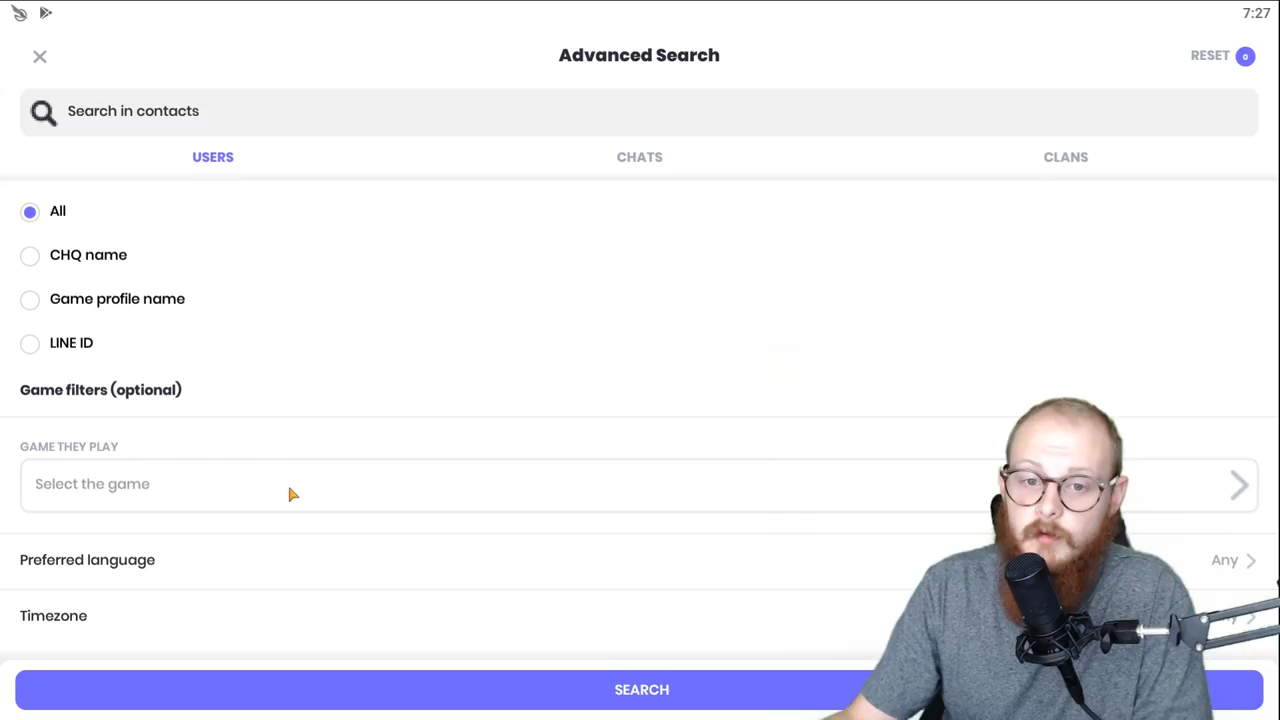 7:27
Advanced Search
RESET 0
Search in contacts
USERS CHATS CLANS
All
CHQ name
Game profile name
LINE ID
Game filters (optional)
GAME THEY PLAY
Select the game
Preferred language Any
Timezone
SEARCH